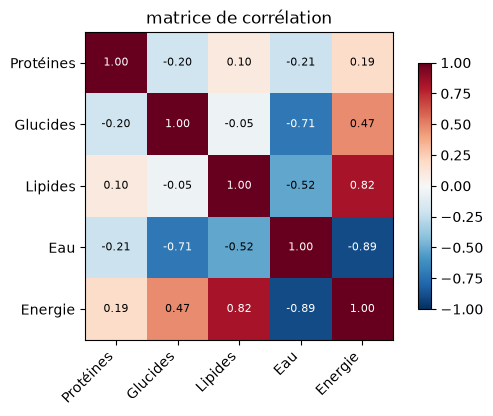 matrice de corrélation
Protéines 1.00 -0.20 0.10 -0.21 0.19
Glucides -0.20 1.00 -0.05 -0.71 0.47
Lipides 0.10 -0.05 1.00 -0.52 0.82
Eau -0.21 -0.71 -0.52 1.00 -0.89
Energie 0.19 0.47 0.82 -0.89 1.00
Protéines Glucides Lipides Eau Energie
1.00
0.75
0.50
0.25
0.00
−0.25
−0.50
−0.75
−1.00